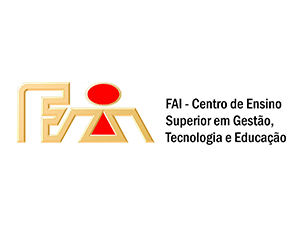 FAI - Centro de Ensino
Superior em Gestão,
Tecnologia e Educação